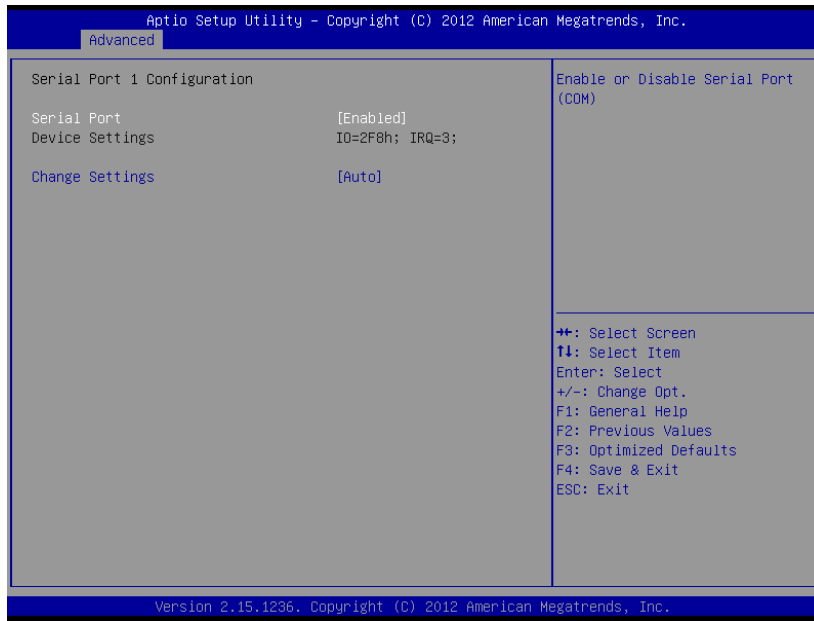 Aptio Setup Utility – Copyright (C) 2012 American Megatrends, Inc.
Advanced
Serial Port 1 Configuration
Serial Port [Enabled]
Device Settings IO=2F8h; IRQ=3;
Change Settings [Auto]
Enable or Disable Serial Port
(COM)
→←: Select Screen
↑↓: Select Item
Enter: Select
+/-: Change Opt.
F1: General Help
F2: Previous Values
F3: Optimized Defaults
F4: Save & Exit
ESC: Exit
Version 2.15.1236. Copyright (C) 2012 American Megatrends, Inc.